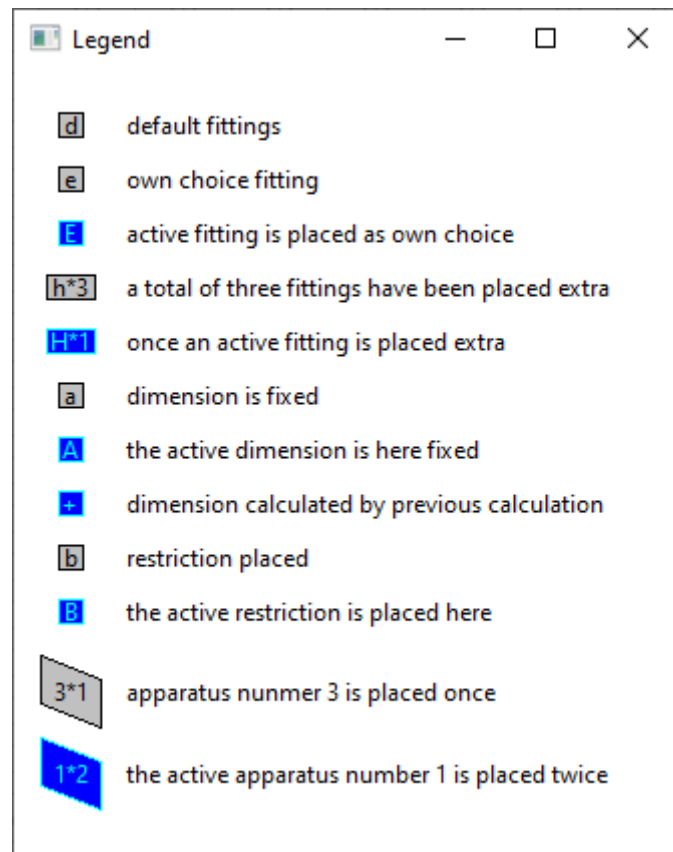 Legend
d default fittings
e own choice fitting
E active fitting is placed as own choice
h*3 a total of three fittings have been placed extra
H*1 once an active fitting is placed extra
a dimension is fixed
A the active dimension is here fixed
+ dimension calculated by previous calculation
b restriction placed
B the active restriction is placed here
3*1 apparatus nunmer 3 is placed once
1*2 the active apparatus number 1 is placed twice